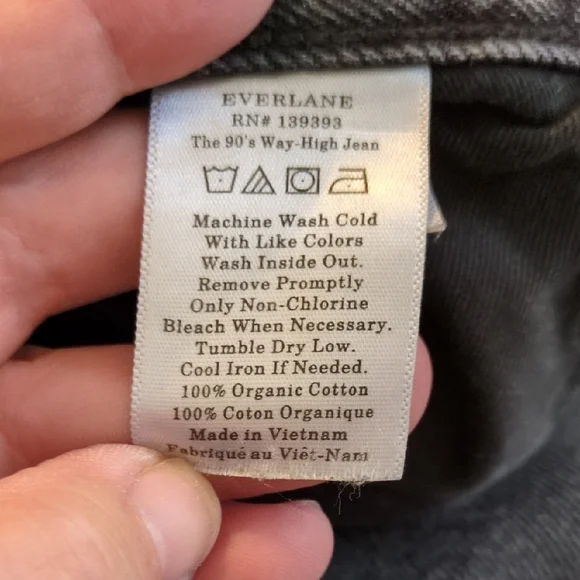 EVERLANE
RN# 139393
The 90's Way-High Jean
Machine Wash Cold
With Like Colors
Wash Inside Out.
Remove Promptly
Only Non-Chlorine
Bleach When Necessary.
Tumble Dry Low.
Cool Iron If Needed.
100% Organic Cotton
100% Coton Organique
Made in Vietnam
Fabriqué au Viêt-Nam